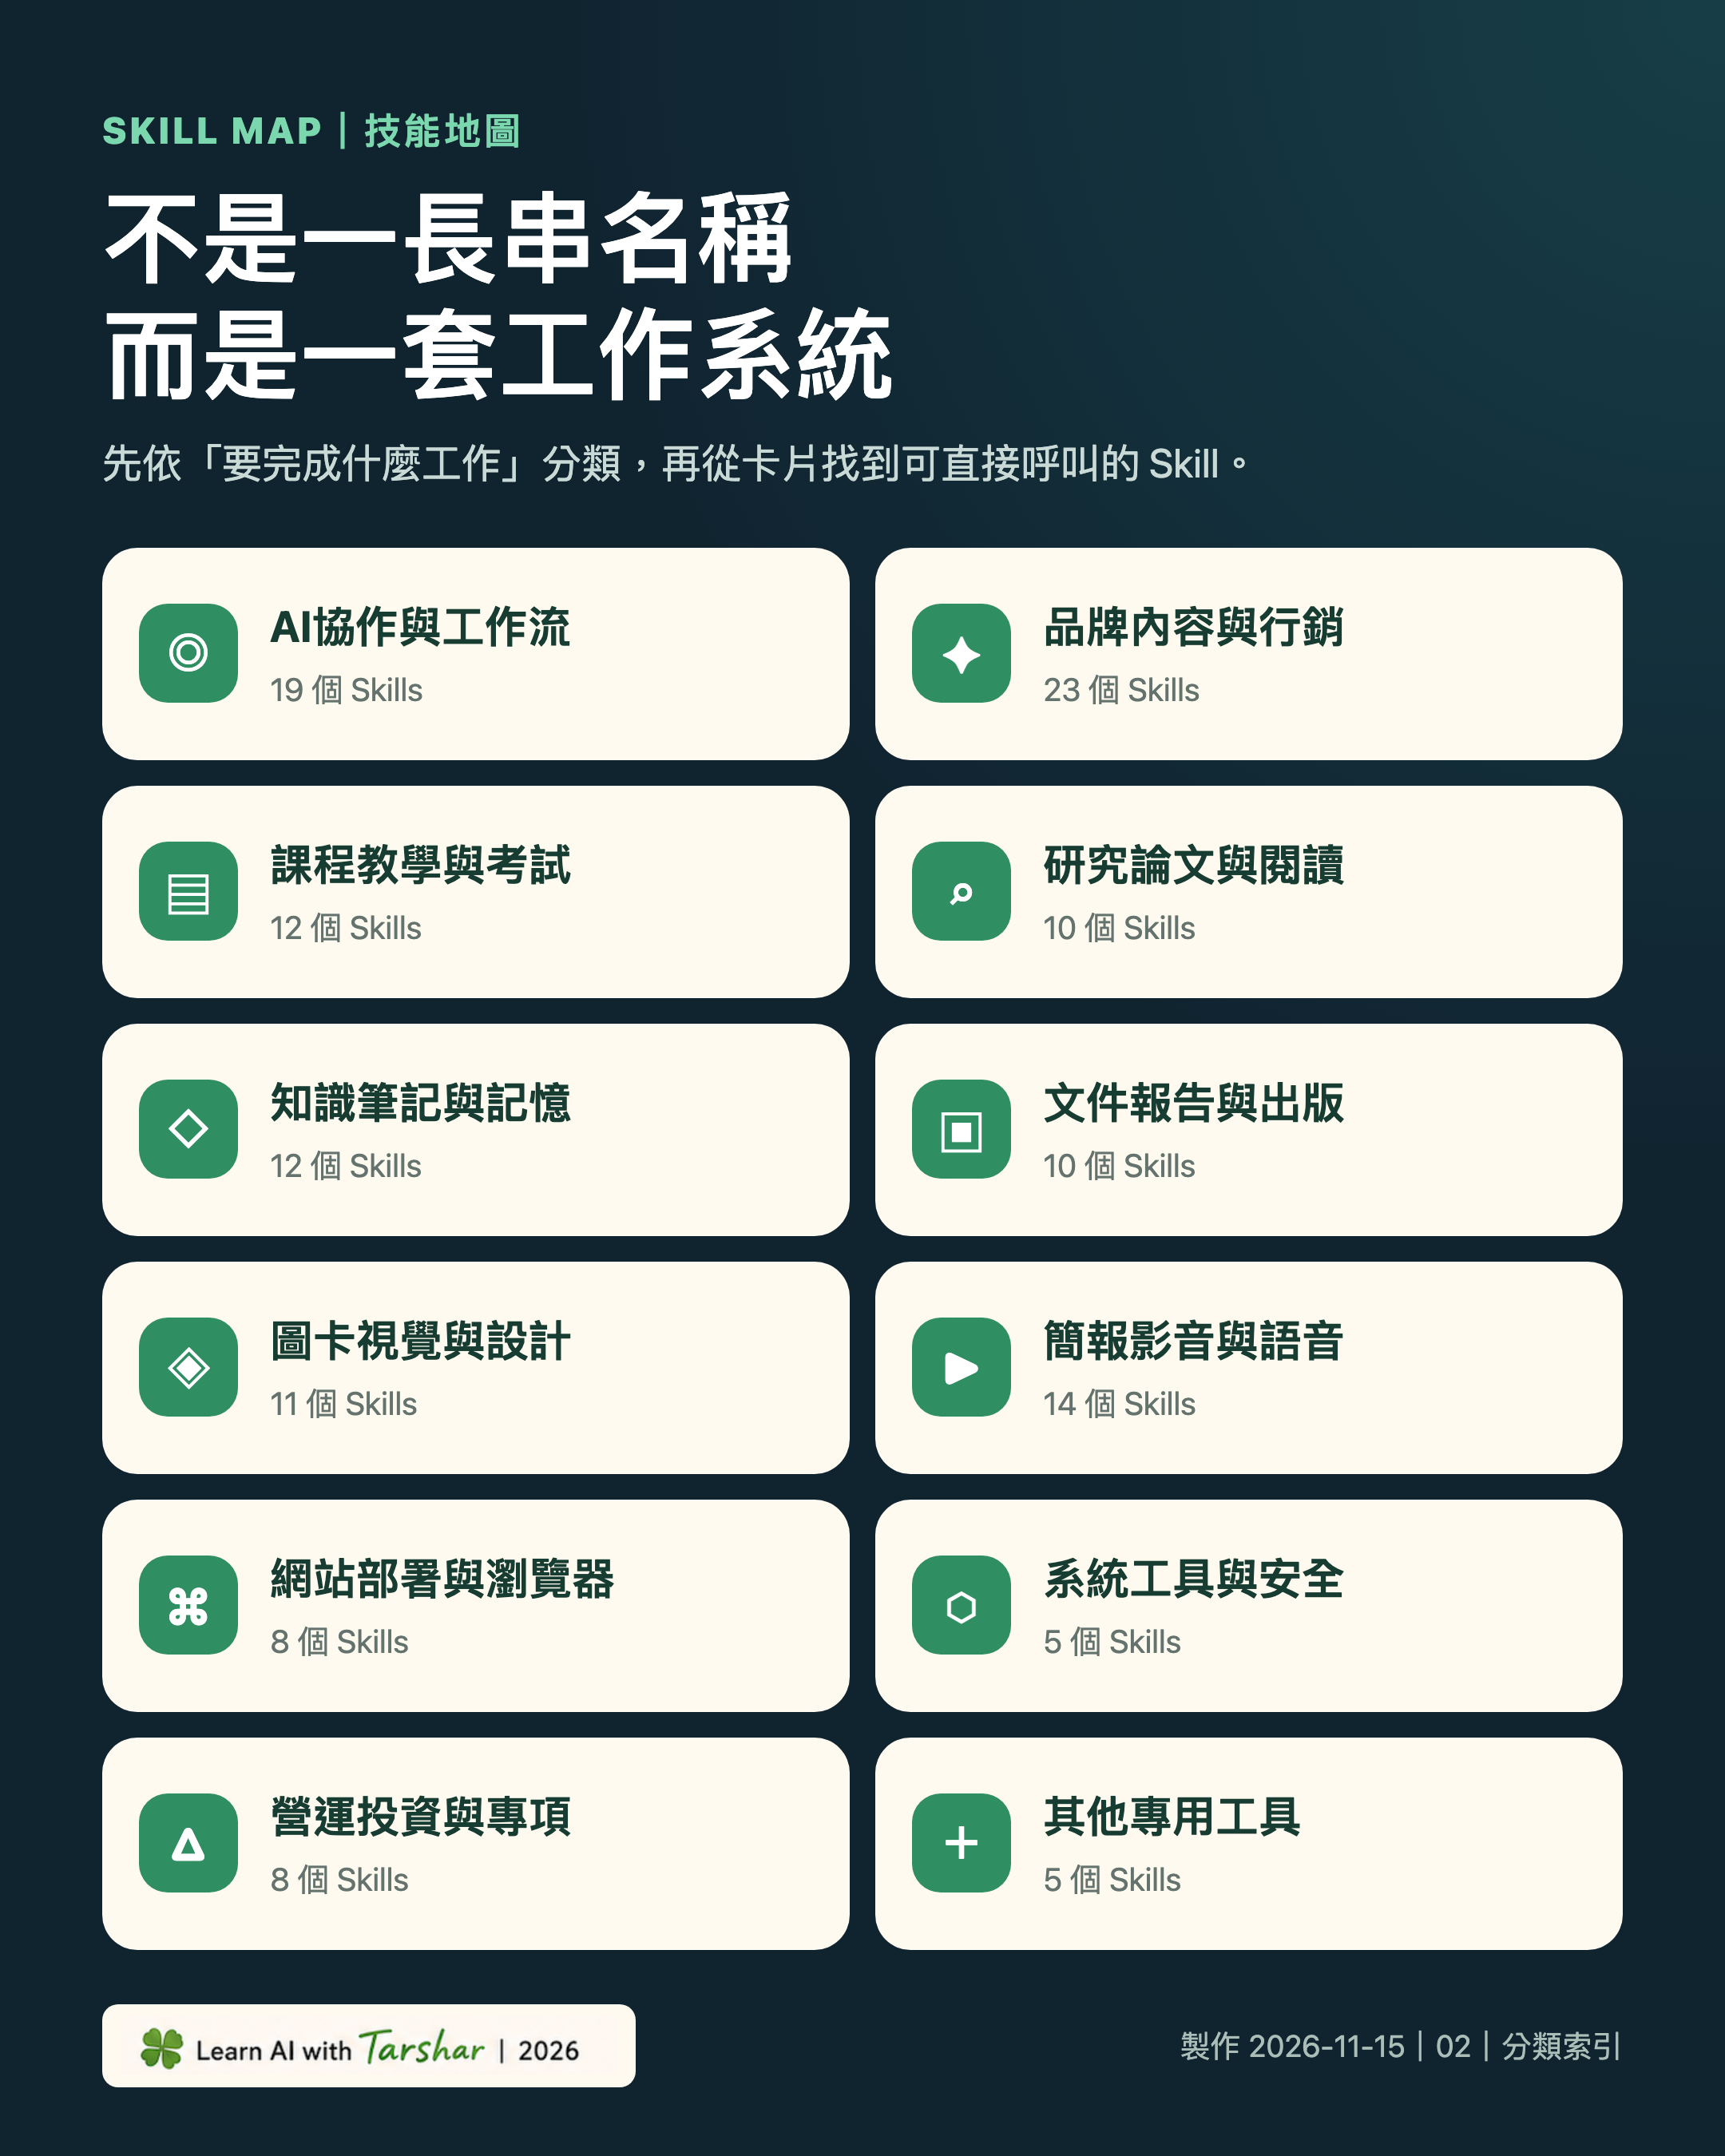 SKILL MAP｜技能地圖
不是一長串名稱
而是一套工作系統
先依「要完成什麼工作」分類，再從卡片找到可直接呼叫的 Skill。
AI協作與工作流
19 個 Skills
品牌內容與行銷
23 個 Skills
課程教學與考試
12 個 Skills
研究論文與閱讀
10 個 Skills
知識筆記與記憶
12 個 Skills
文件報告與出版
10 個 Skills
圖卡視覺與設計
11 個 Skills
簡報影音與語音
14 個 Skills
網站部署與瀏覽器
8 個 Skills
系統工具與安全
5 個 Skills
營運投資與專項
8 個 Skills
其他專用工具
5 個 Skills
Learn AI with Tarshar | 2026
製作 2026-11-15｜02｜分類索引